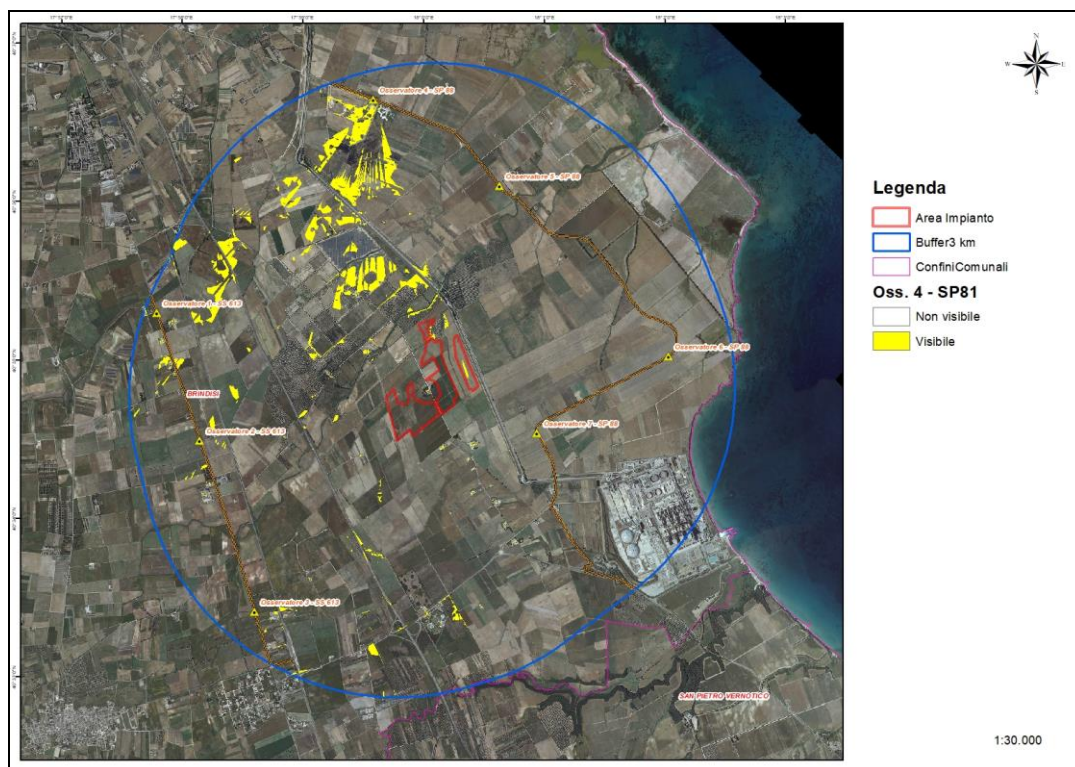 Osservatore 4 - SP 88
Osservatore 5 - SP 88
Osservatore 1 - SS 613
Osservatore 6 - SP 88
BRINDISI
Osservatore 7 - SP 88
Osservatore 2 - SS 613
Osservatore 3 - SS 613
SAN PIETRO VERNOTICO
N
W
E
S
Legenda
Area Impianto
Buffer3 km
ConfiniComunali
Oss. 4 - SP81
Non visibile
Visibile
1:30.000